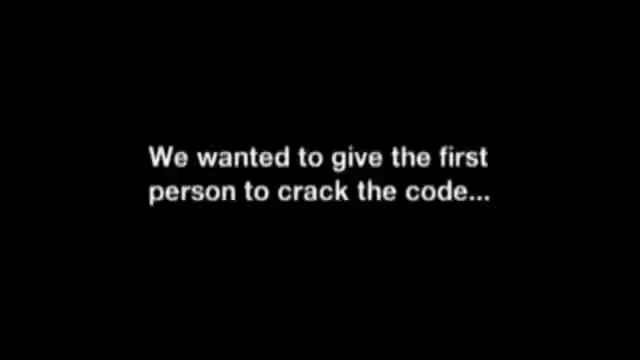 We wanted to give the first
person to crack the code...